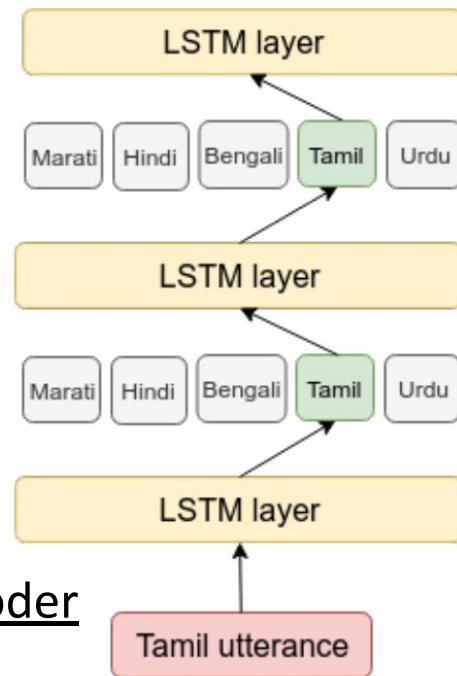 LSTM layer
Marati Hindi Bengali Tamil Urdu
LSTM layer
Marati Hindi Bengali Tamil Urdu
LSTM layer
Tamil utterance